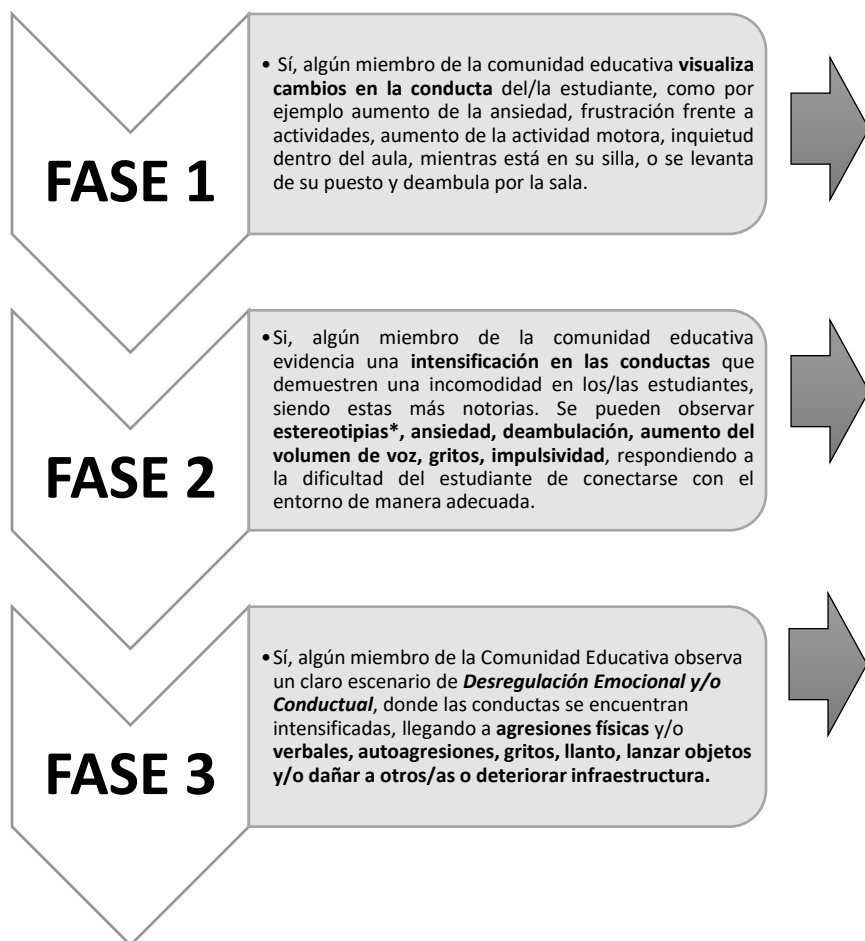 • Sí, algún miembro de la comunidad educativa visualiza
cambios en la conducta del/la estudiante, como por
ejemplo aumento de la ansiedad, frustración frente a
actividades, aumento de la actividad motora, inquietud
dentro del aula, mientras está en su silla, o se levanta
de su puesto y deambula por la sala.
FASE 1
•Si, algún miembro de la comunidad educativa
evidencia una intensificación en las conductas que
demuestren una incomodidad en los/las estudiantes,
siendo estas más notorias. Se pueden observar
estereotipias*, ansiedad, deambulación, aumento del
volumen de voz, gritos, impulsividad, respondiendo a
la dificultad del estudiante de conectarse con el
entorno de manera adecuada.
FASE 2
•Sí, algún miembro de la Comunidad Educativa observa
un claro escenario de Desregulación Emocional y/o
Conductual, donde las conductas se encuentran
intensificadas, llegando a agresiones físicas y/o
verbales, autoagresiones, gritos, llanto, lanzar objetos
y/o dañar a otros/as o deteriorar infraestructura.
FASE 3